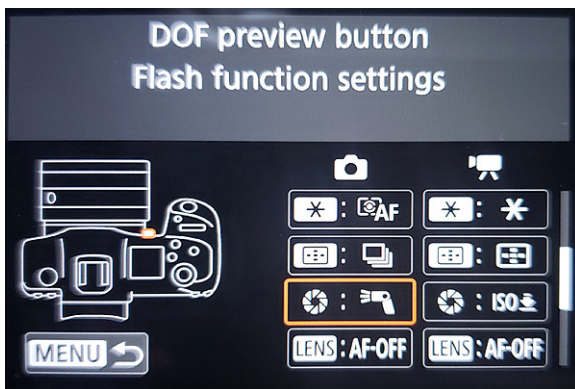 DOF preview button
Flash function settings
* : AF * : *
: :
: : ISO
LENS : AF-OFF LENS : AF-OFF
MENU